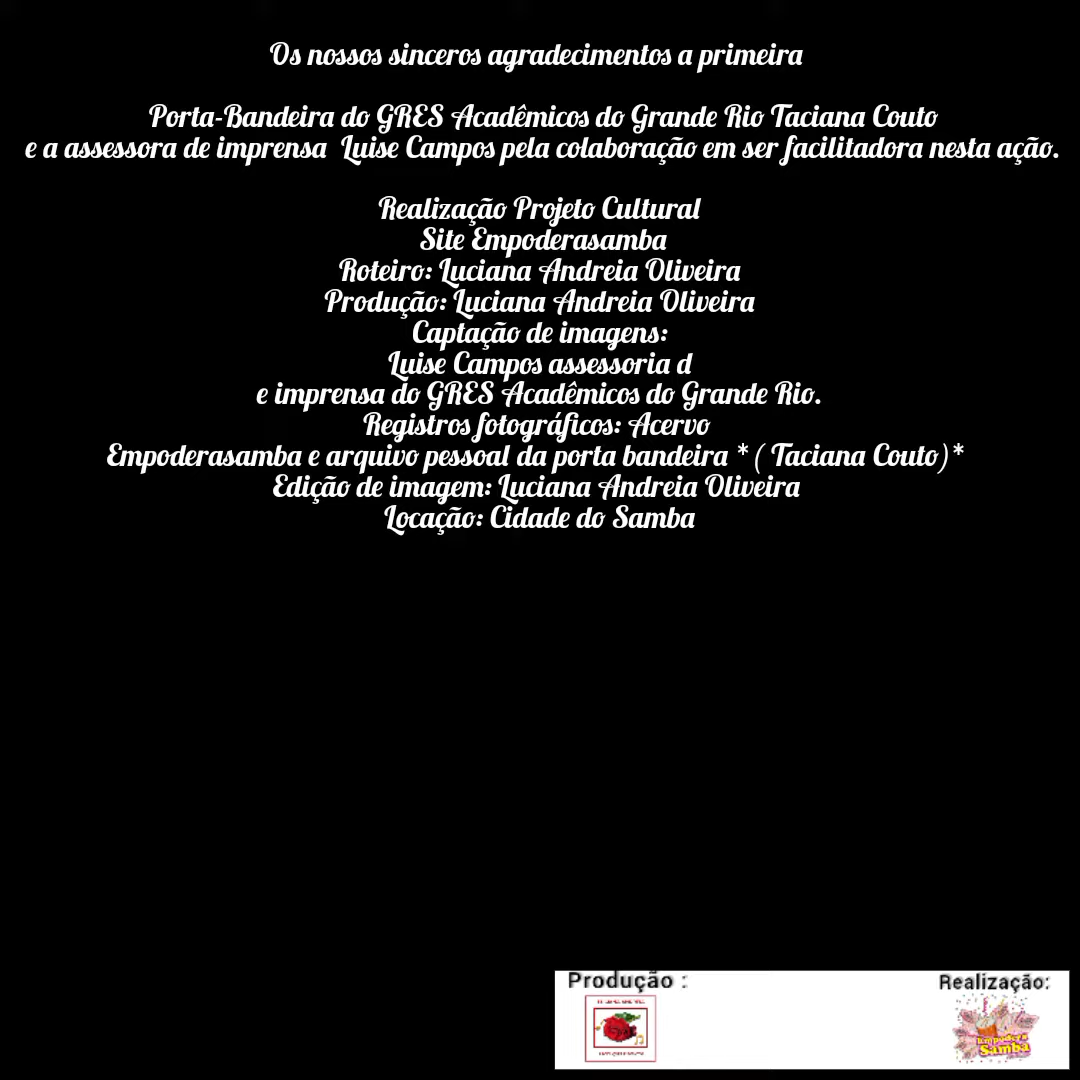 Os nossos sinceros agradecimentos a primeira
Porta-Bandeira do GRES Acadêmicos do Grande Rio Taciana Couto
e a assessora de imprensa Luise Campos pela colaboração em ser facilitadora nesta ação.
Realização Projeto Cultural
Site Empoderasamba
Roteiro: Luciana Andreia Oliveira
Produção: Luciana Andreia Oliveira
Captação de imagens:
Luise Campos assessoria d
e imprensa do GRES Acadêmicos do Grande Rio.
Registros fotográficos: Acervo
Empoderasamba e arquivo pessoal da porta bandeira *( Taciana Couto)*
Edição de imagem: Luciana Andreia Oliveira
Locação: Cidade do Samba
Produção :
Realização:
Empodera
Samba